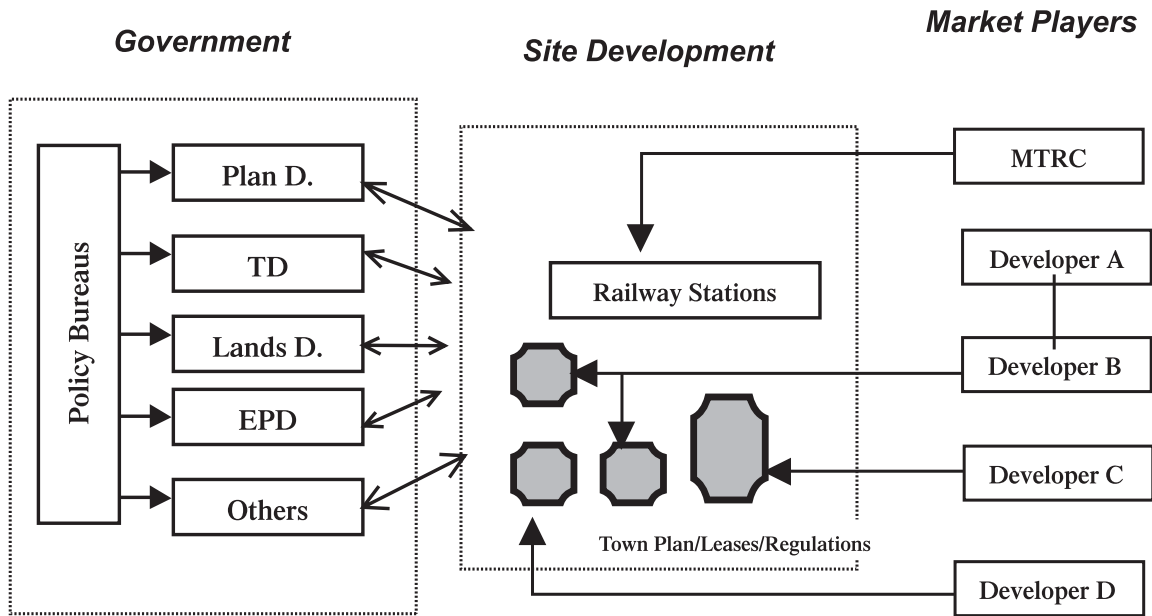 Government
Site Development
Market Players
Policy Bureaus
Plan D.
TD
Lands D.
EPD
Others
Railway Stations
Town Plan/Leases/Regulations
MTRC
Developer A
Developer B
Developer C
Developer D